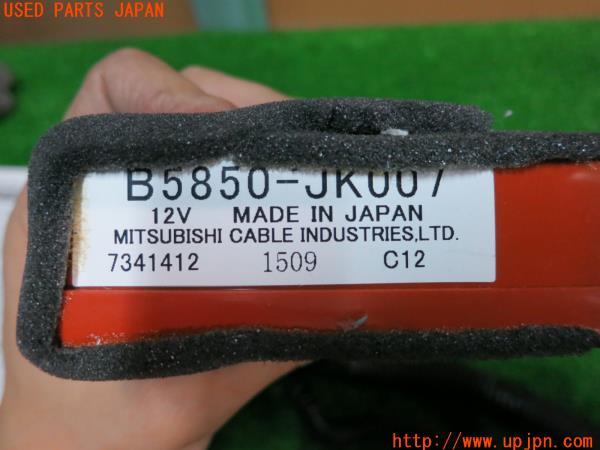 USED PARTS JAPAN
B5850-JK007
12V MADE IN JAPAN
MITSUBISHI CABLE INDUSTRIES,LTD.
7341412 1509 C12
http://www.upjpn.com/